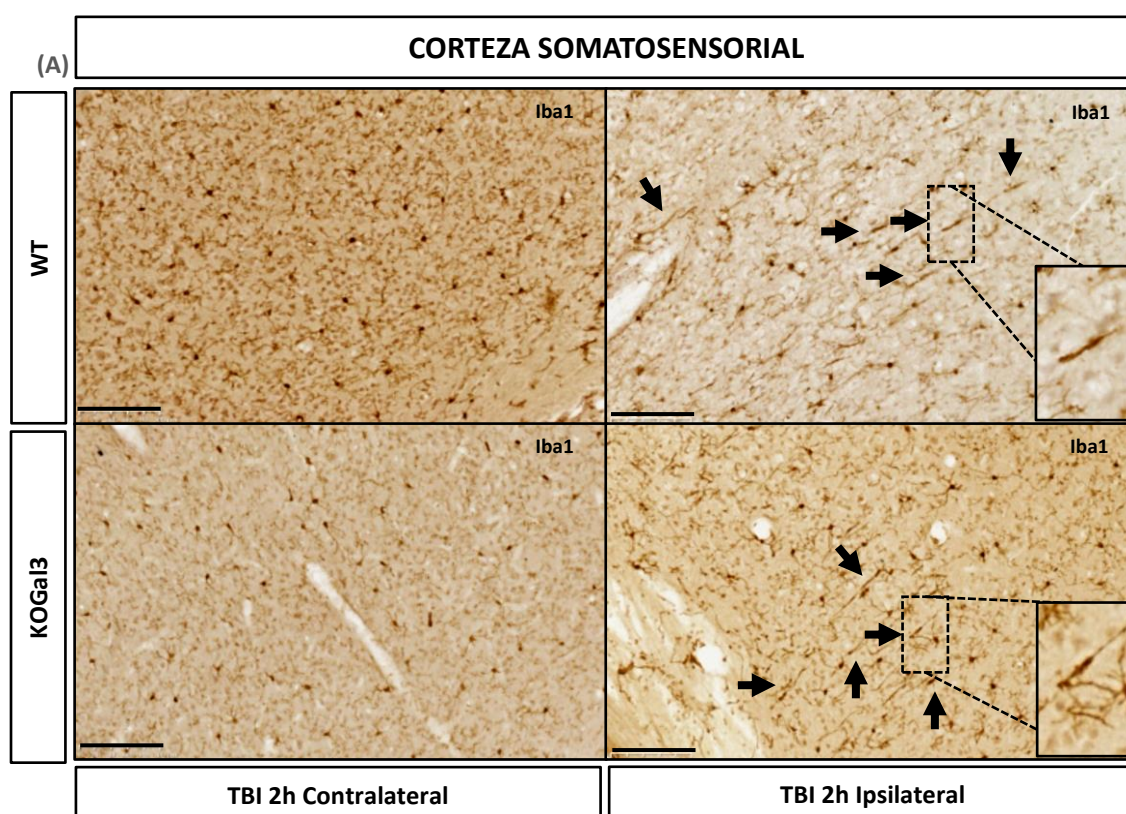 CORTEZA SOMATOSENSORIAL
(A)
WT
Iba1
Iba1
KOGal3
Iba1
Iba1
TBI 2h Contralateral
TBI 2h Ipsilateral